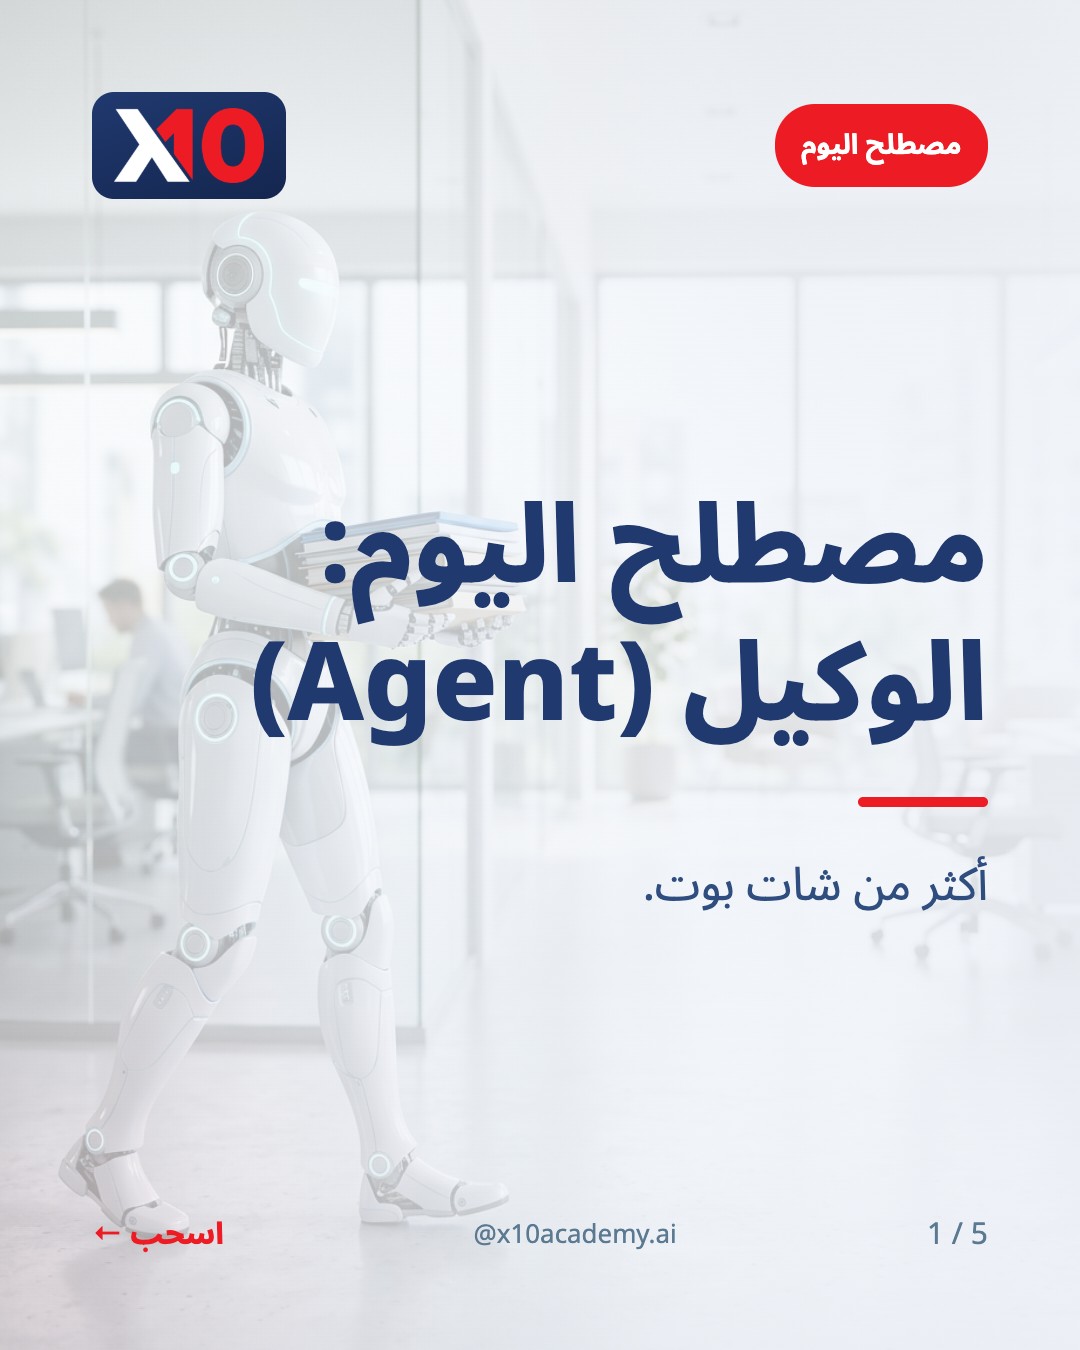 X10
مصطلح اليوم
مصطلح اليوم:
الوكيل (Agent)
أكثر من شات بوت.
1 / 5
@x10academy.ai
اسحب ←